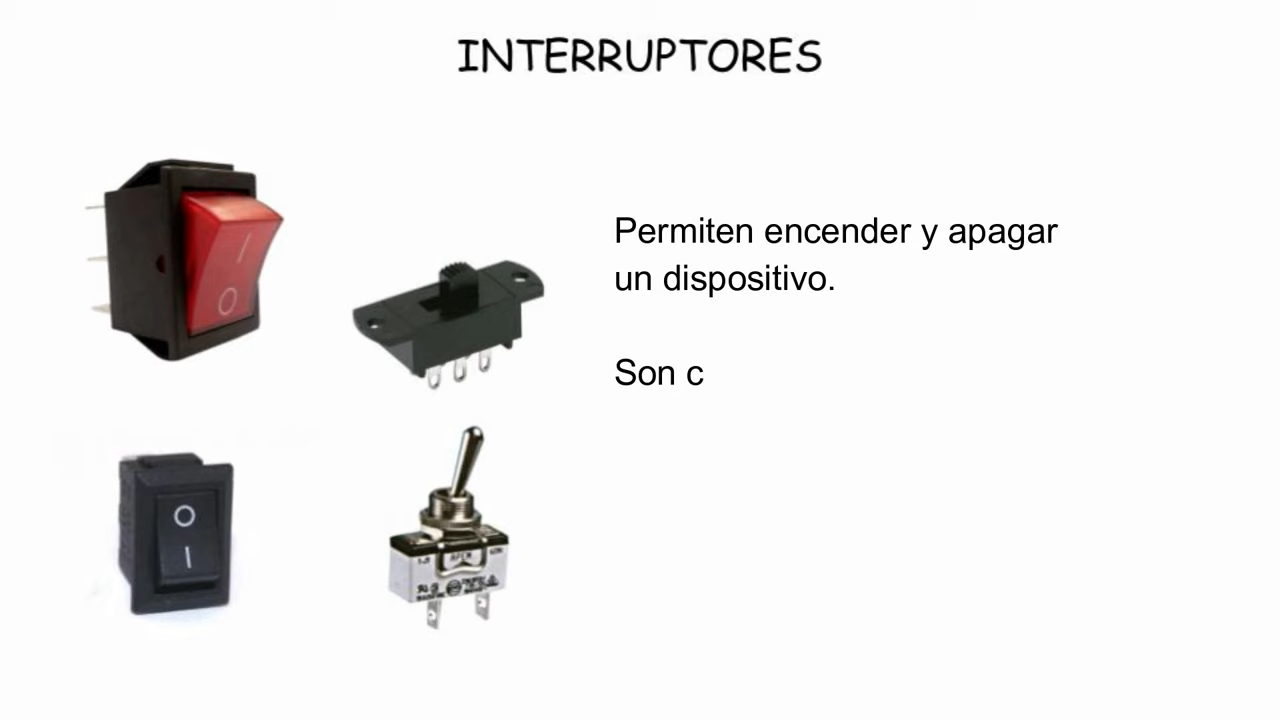 INTERRUPTORES
Permiten encender y apagar
un dispositivo.
Son c